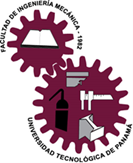 FACULTAD DE INGENIERÍA MECÁNICA - 1982
UNIVERSIDAD TECNOLÓGICA DE PANAMÁ